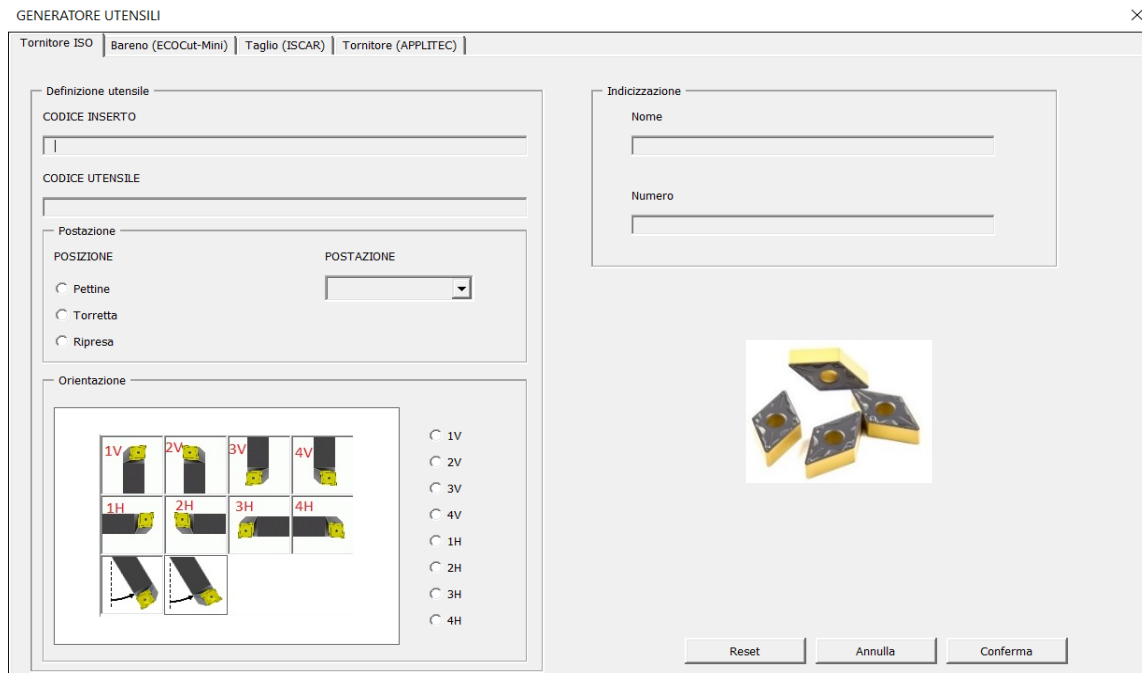 GENERATORE UTENSILI
Tornitore ISO
Bareno (ECOCut-Mini)
Taglio (ISCAR)
Tornitore (APPLITEC)
Definizione utensile
CODICE INSERTO
CODICE UTENSILE
Postazione
POSIZIONE
POSTAZIONE
Pettine
Torretta
Ripresa
Orientazione
1V
2V
3V
4V
1H
2H
3H
4H
1V
2V
3V
4V
1H
2H
3H
4H
Indicizzazione
Nome
Numero
Reset
Annulla
Conferma